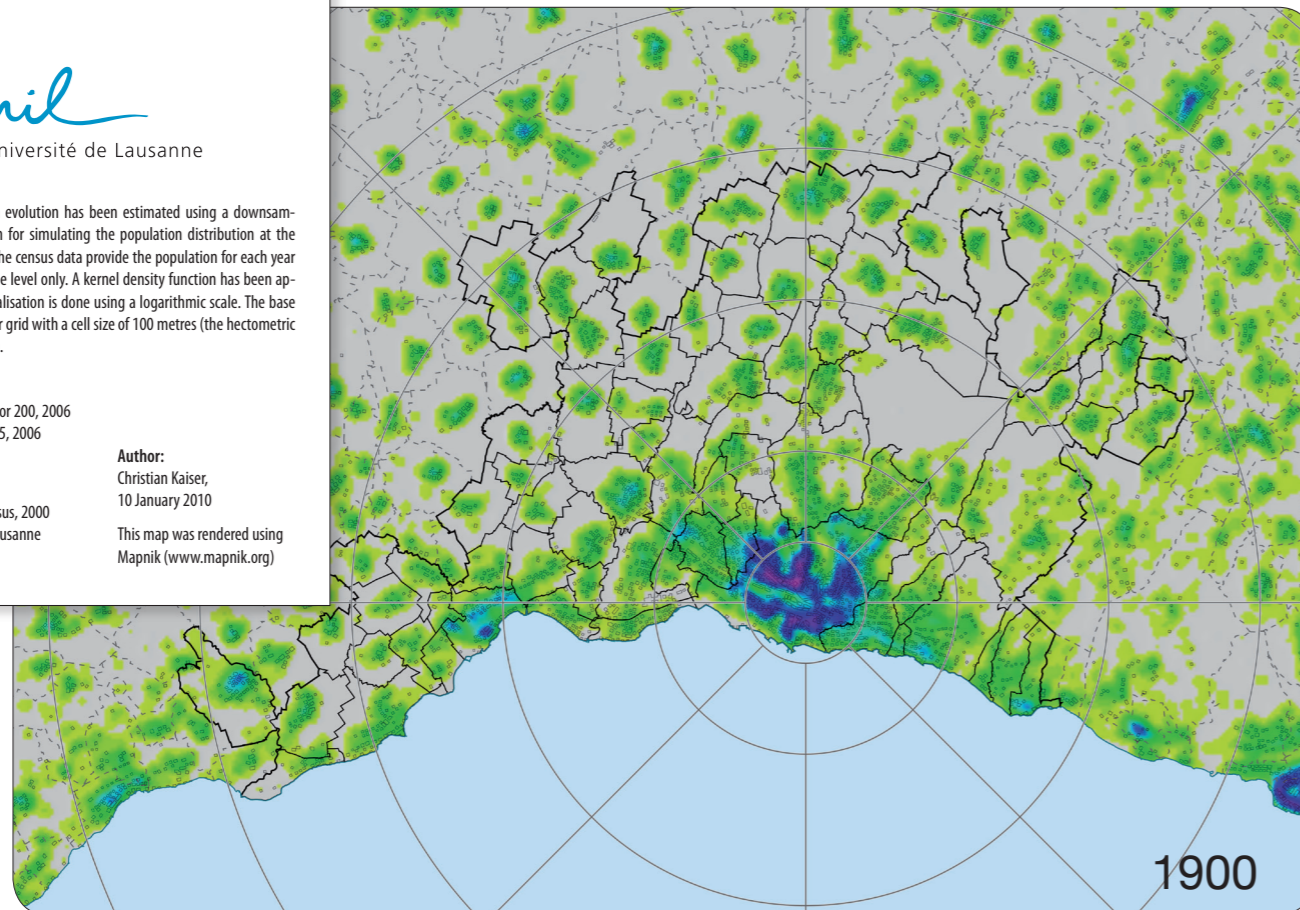 Université de Lausanne
evolution has been estimated using a downsam-
for simulating the population distribution at the
he census data provide the population for each year
level only. A kernel density function has been ap-
alisation is done using a logarithmic scale. The base
grid with a cell size of 100 metres (the hectometric
or 200, 2006
5, 2006
Author:
Christian Kaiser,
10 January 2010
sus, 2000
usanne
This map was rendered using
Mapnik (www.mapnik.org)
1900